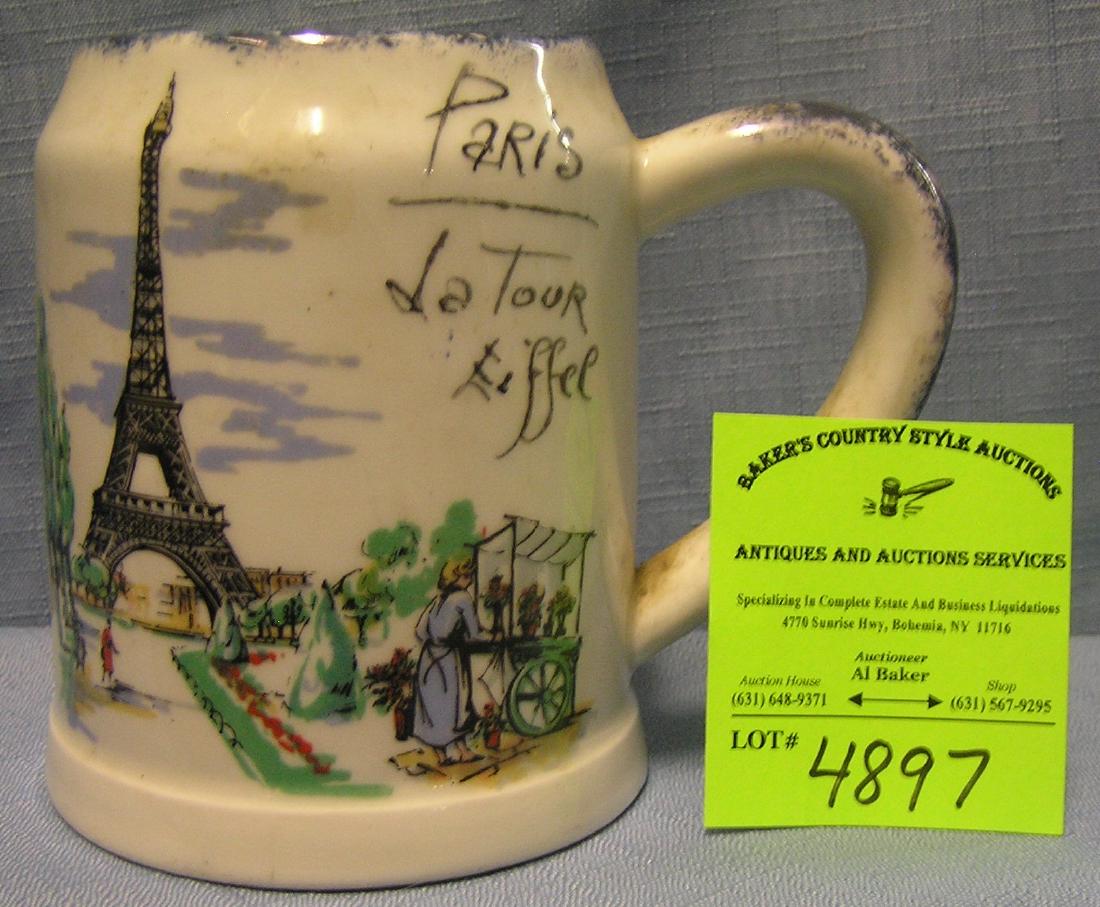 Paris
La Tour
Eiffel
BAKER'S COUNTRY STYLE AUCTIONS
ANTIQUES AND AUCTIONS SERVICES
Specializing In Complete Estate And Business Liquidations
4770 Sunrise Hwy, Bohemia, NY 11716
Auctioneer
Al Baker
Auction House
(631) 648-9371
Shop
(631) 567-9295
LOT# 4897